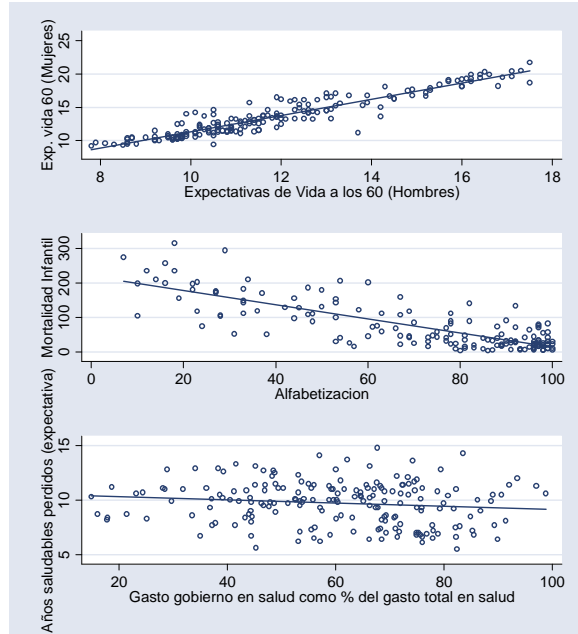 Exp. vida 60 (Mujeres)
25
20
15
10
8 10 12 14 16 18
Expectativas de Vida a los 60 (Hombres)
Mortalidad Infantil
300
200
100
0
0 20 40 60 80 100
Alfabetizacion
Años saludables perdidos (expectativa)
15
10
5
20 40 60 80 100
Gasto gobierno en salud como % del gasto total en salud